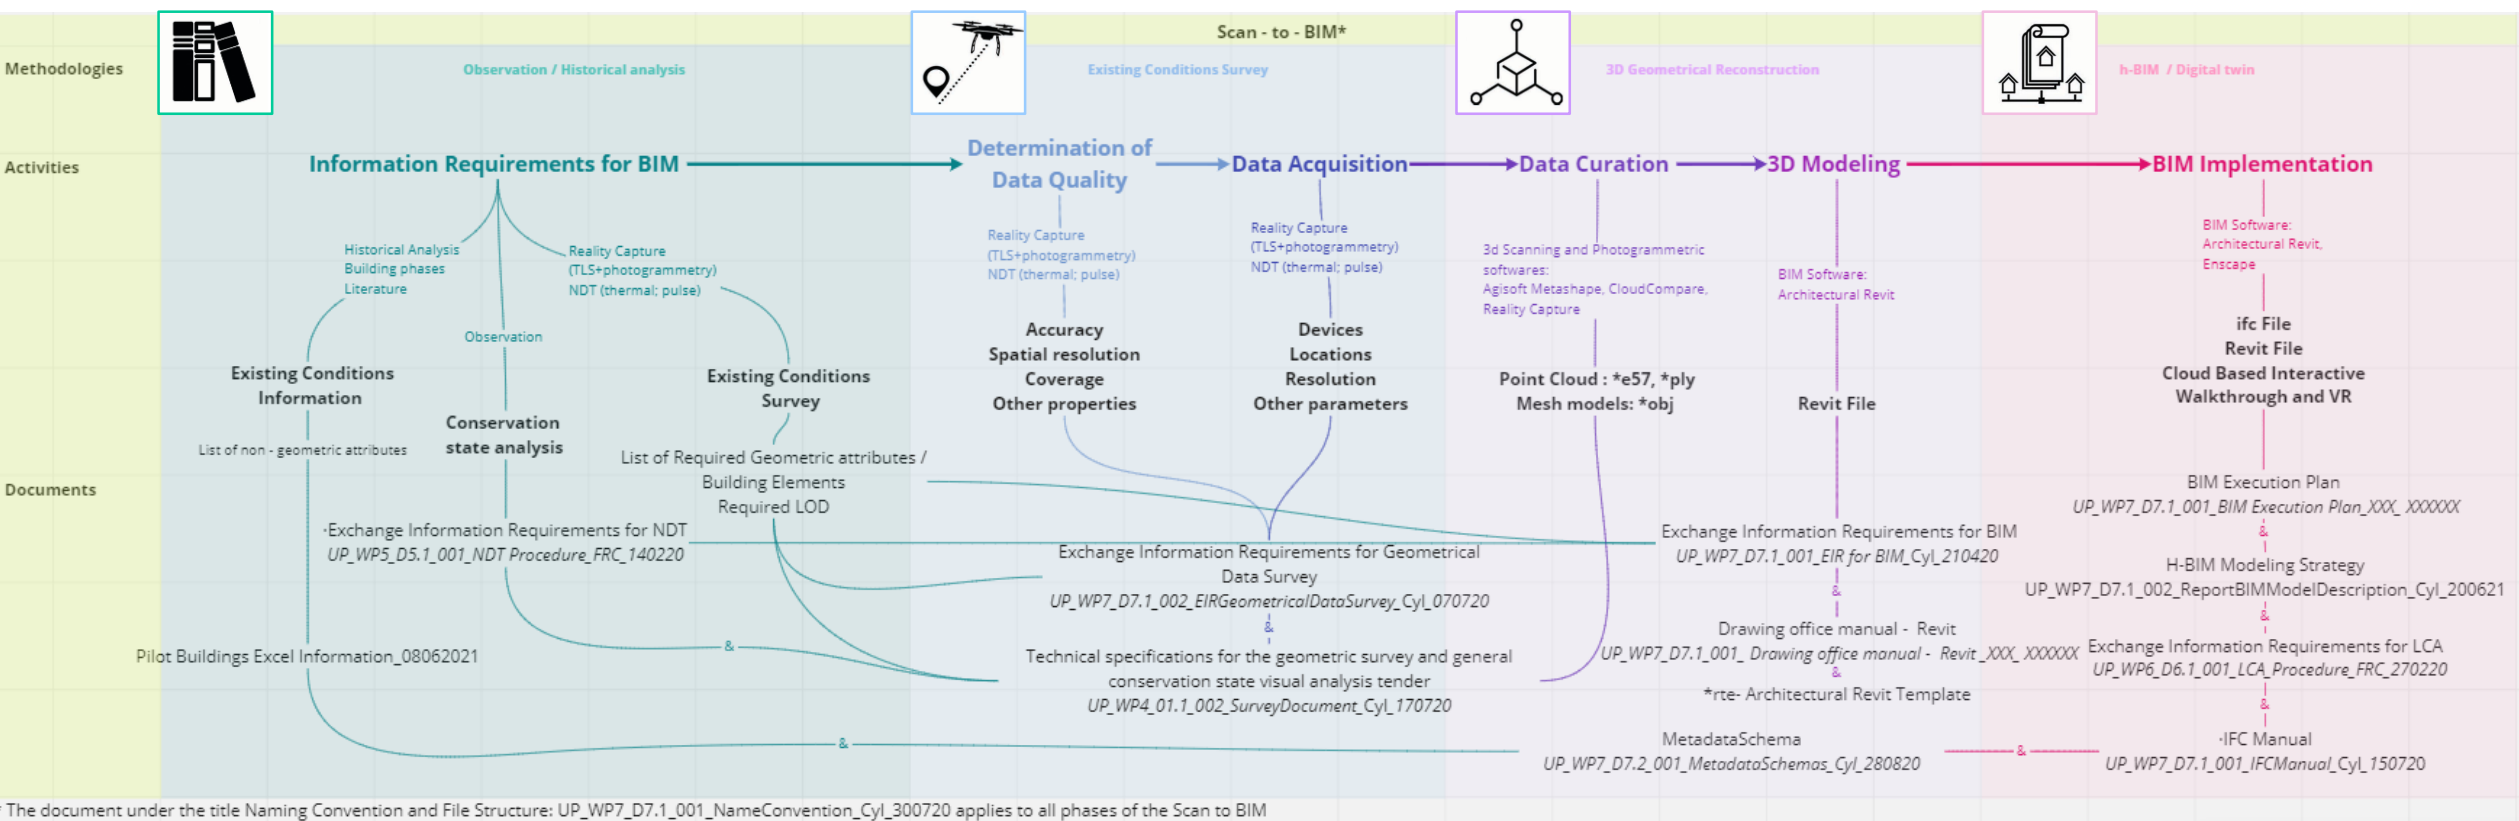 Scan - to - BIM*
Methodologies
Observation / Historical analysis
Existing Conditions Survey
3D Geometrical Reconstruction
h-BIM / Digital twin
Activities
Information Requirements for BIM
Determination of
Data Quality
Data Acquisition
Data Curation
3D Modeling
BIM Implementation
Historical Analysis
Building phases
Literature
Reality Capture
(TLS+photogrammetry)
NDT (thermal; pulse)
Observation
Reality Capture
(TLS+photogrammetry)
NDT (thermal; pulse)
Reality Capture
(TLS+photogrammetry)
NDT (thermal; pulse)
3d Scanning and Photogrammetric
softwares:
Agisoft Metashape, CloudCompare,
Reality Capture
BIM Software:
Architectural Revit
BIM Software:
Architectural Revit,
Enscape
Existing Conditions
Information
Conservation
state analysis
Existing Conditions
Survey
Accuracy
Spatial resolution
Coverage
Other properties
Devices
Locations
Resolution
Other parameters
Point Cloud : *e57, *ply
Mesh models: *obj
Revit File
ifc File
Revit File
Cloud Based Interactive
Walkthrough and VR
Documents
List of non - geometric attributes
List of Required Geometric attributes /
Building Elements
Required LOD
·Exchange Information Requirements for NDT
UP_WP5_D5.1_001_NDT Procedure_FRC_140220
Pilot Buildings Excel Information_08062021
&
&
Exchange Information Requirements for Geometrical
Data Survey
UP_WP7_D7.1_002_EIRGeometricalDataSurvey_Cyl_070720
&
Technical specifications for the geometric survey and general
conservation state visual analysis tender
UP_WP4_01.1_002_SurveyDocument_Cyl_170720
Exchange Information Requirements for BIM
UP_WP7_D7.1_001_EIR for BIM_Cyl_210420
&
Drawing office manual - Revit
UP_WP7_D7.1_001_ Drawing office manual - Revit _XXX_ XXXXXX
&
*rte- Architectural Revit Template
MetadataSchema
UP_WP7_D7.2_001_MetadataSchemas_Cyl_280820
&
BIM Execution Plan
UP_WP7_D7.1_001_BIM Execution Plan_XXX_ XXXXXX
&
H-BIM Modeling Strategy
UP_WP7_D7.1_002_ReportBIMModelDescription_Cyl_200621
&
Exchange Information Requirements for LCA
UP_WP6_D6.1_001_LCA_Procedure_FRC_270220
&
·IFC Manual
UP_WP7_D7.1_001_IFCManual_Cyl_150720
* The document under the title Naming Convention and File Structure: UP_WP7_D7.1_001_NameConvention_Cyl_300720 applies to all phases of the Scan to BIM